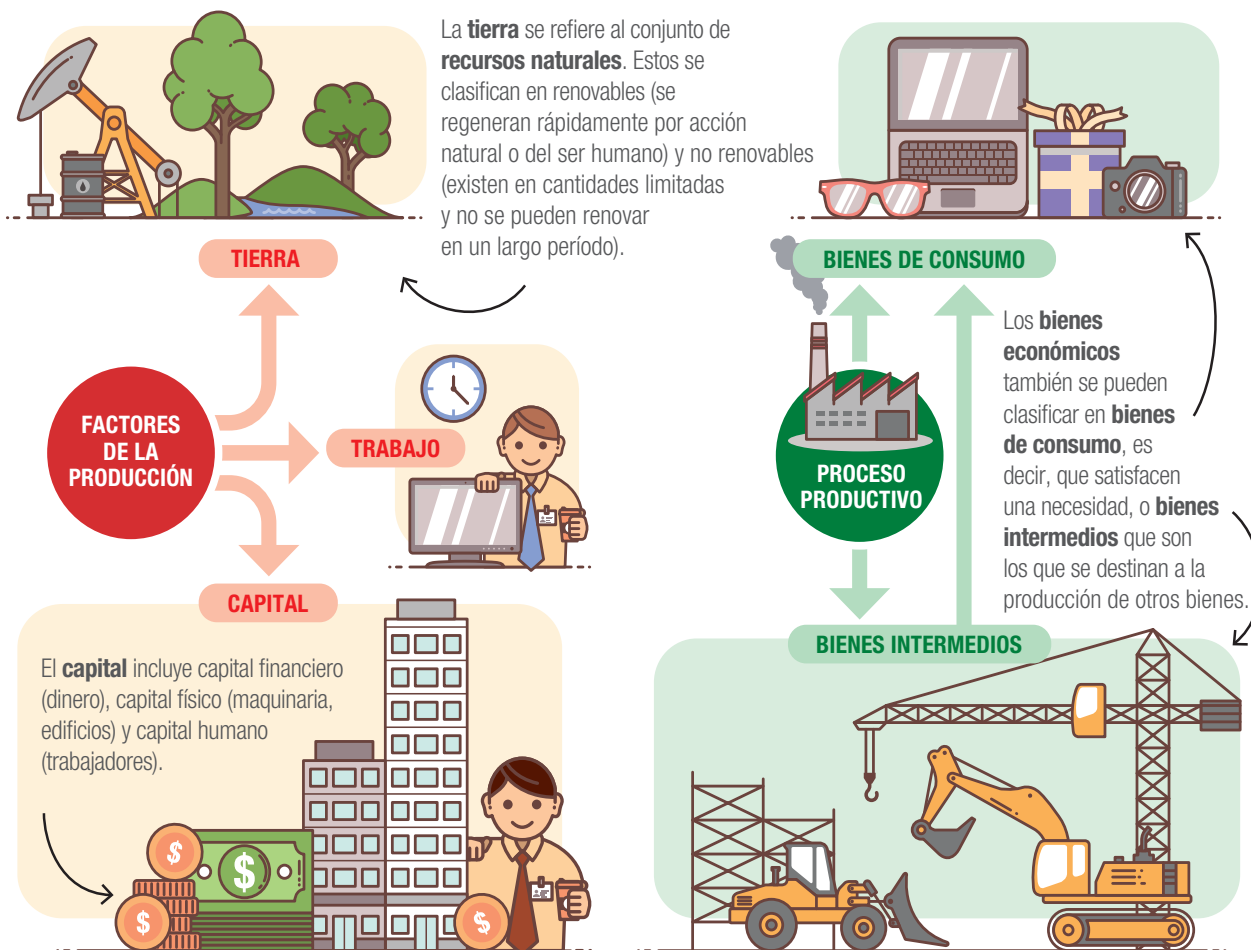 La tierra se refiere al conjunto de
recursos naturales. Estos se
clasifican en renovables (se
regeneran rápidamente por acción
natural o del ser humano) y no renovables
(existen en cantidades limitadas
y no se pueden renovar
en un largo período).
TIERRA
FACTORES
DE LA
PRODUCCIÓN
TRABAJO
CAPITAL
El capital incluye capital financiero
(dinero), capital físico (maquinaria,
edificios) y capital humano
(trabajadores).
$
$
$
$
BIENES DE CONSUMO
PROCESO
PRODUCTIVO
Los bienes
económicos
también se pueden
clasificar en bienes
de consumo, es
decir, que satisfacen
una necesidad, o bienes
intermedios que son
los que se destinan a la
producción de otros bienes.
BIENES INTERMEDIOS